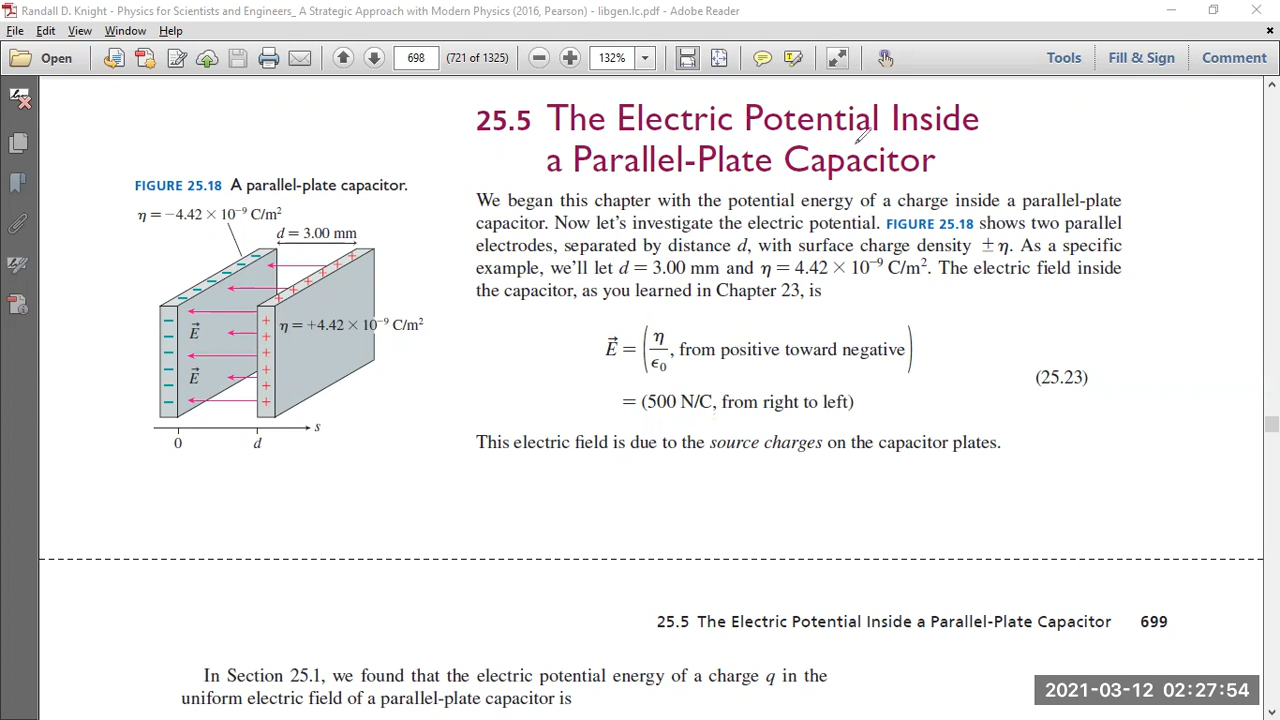 Randall D. Knight - Physics for Scientists and Engineers_ A Strategic Approach with Modern Physics (2016, Pearson) - libgen.lc.pdf - Adobe Reader
File Edit View Window Help
Open 698 (721 of 1325) 132% Tools Fill & Sign Comment
25.5 The Electric Potential Inside
a Parallel-Plate Capacitor
FIGURE 25.18 A parallel-plate capacitor.
η = −4.42 × 10⁻⁹ C/m²
d = 3.00 mm
η = +4.42 × 10⁻⁹ C/m²
E⃗
E⃗
0 d s
We began this chapter with the potential energy of a charge inside a parallel-plate
capacitor. Now let's investigate the electric potential. FIGURE 25.18 shows two parallel
electrodes, separated by distance d, with surface charge density ±η. As a specific
example, we'll let d = 3.00 mm and η = 4.42 × 10⁻⁹ C/m². The electric field inside
the capacitor, as you learned in Chapter 23, is
E⃗ = (η/ϵ₀, from positive toward negative)
= (500 N/C, from right to left)
(25.23)
This electric field is due to the source charges on the capacitor plates.
25.5 The Electric Potential Inside a Parallel-Plate Capacitor 699
In Section 25.1, we found that the electric potential energy of a charge q in the
uniform electric field of a parallel-plate capacitor is
2021-03-12 02:27:54